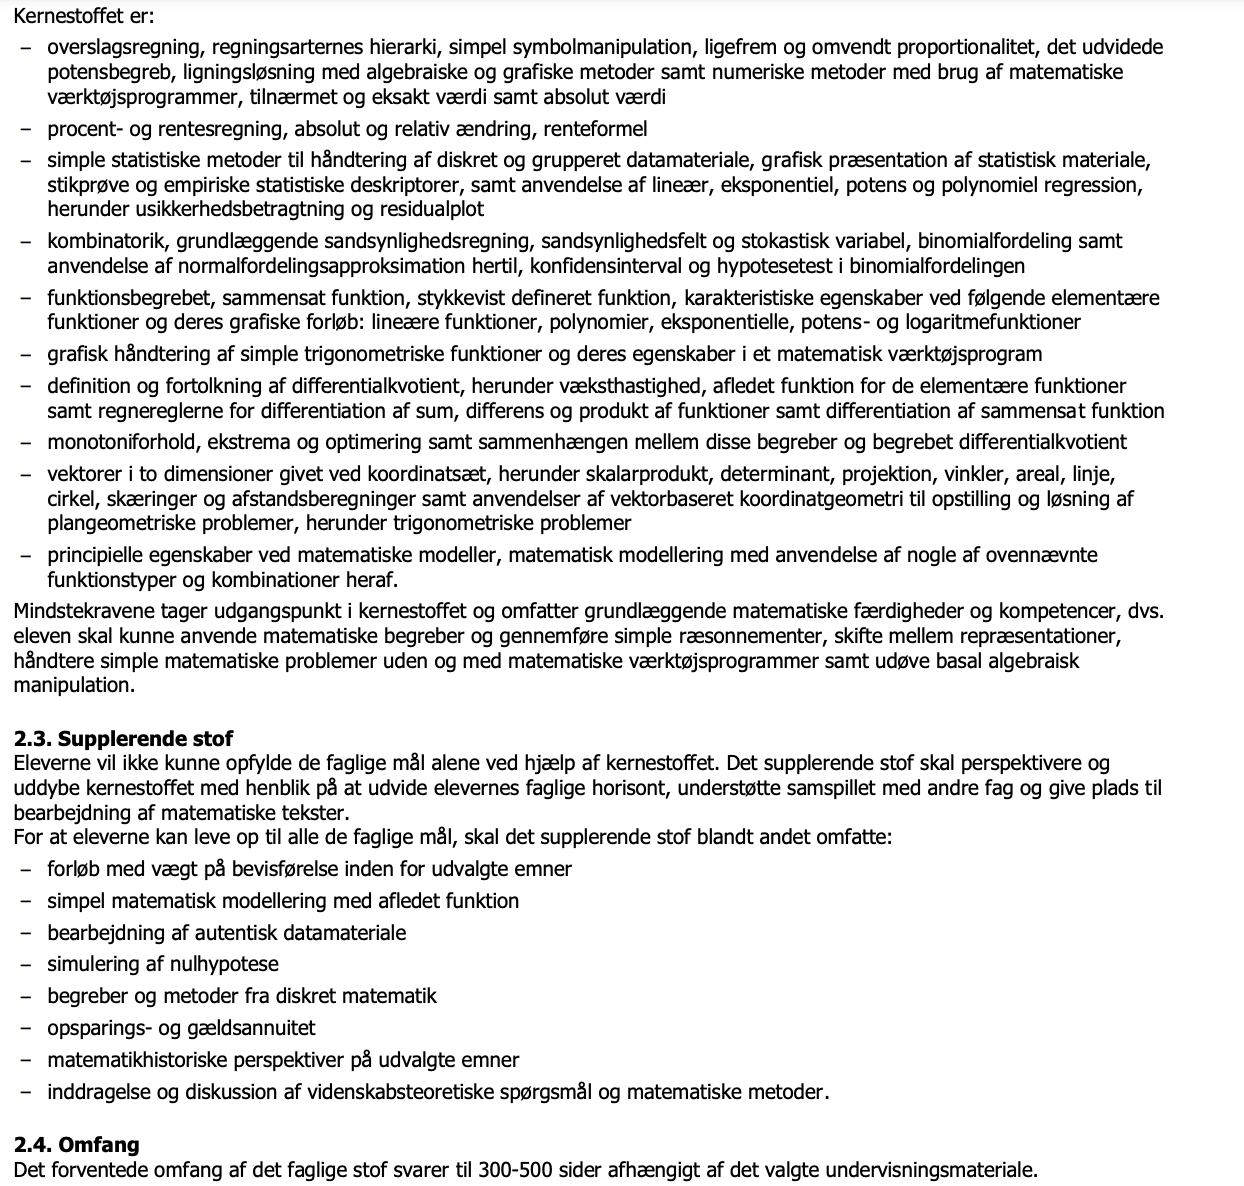 Kernestoffet er:
– overslagsregning, regningsarternes hierarki, simpel symbolmanipulation, ligefrem og omvendt proportionalitet, det udvidede
potensbegreb, ligningsløsning med algebraiske og grafiske metoder samt numeriske metoder med brug af matematiske
værktøjsprogrammer, tilnærmet og eksakt værdi samt absolut værdi
– procent- og rentesregning, absolut og relativ ændring, renteformel
– simple statistiske metoder til håndtering af diskret og grupperet datamateriale, grafisk præsentation af statistisk materiale,
stikprøve og empiriske statistiske deskriptorer, samt anvendelse af lineær, eksponentiel, potens og polynomiel regression,
herunder usikkerhedsbetragtning og residualplot
– kombinatorik, grundlæggende sandsynlighedsregning, sandsynlighedsfelt og stokastisk variabel, binomialfordeling samt
anvendelse af normalfordelingsapproksimation hertil, konfidensinterval og hypotesetest i binomialfordelingen
– funktionsbegrebet, sammensat funktion, stykkevist defineret funktion, karakteristiske egenskaber ved følgende elementære
funktioner og deres grafiske forløb: lineære funktioner, polynomier, eksponentielle, potens- og logaritmefunktioner
– grafisk håndtering af simple trigonometriske funktioner og deres egenskaber i et matematisk værktøjsprogram
– definition og fortolkning af differentialkvotient, herunder væksthastighed, afledet funktion for de elementære funktioner
samt regnereglerne for differentiation af sum, differens og produkt af funktioner samt differentiation af sammensat funktion
– monotoniforhold, ekstrema og optimering samt sammenhængen mellem disse begreber og begrebet differentialkvotient
– vektorer i to dimensioner givet ved koordinatsæt, herunder skalarprodukt, determinant, projektion, vinkler, areal, linje,
cirkel, skæringer og afstandsberegninger samt anvendelser af vektorbaseret koordinatgeometri til opstilling og løsning af
plangeometriske problemer, herunder trigonometriske problemer
– principielle egenskaber ved matematiske modeller, matematisk modellering med anvendelse af nogle af ovennævnte
funktionstyper og kombinationer heraf.
Mindstekravene tager udgangspunkt i kernestoffet og omfatter grundlæggende matematiske færdigheder og kompetencer, dvs.
eleven skal kunne anvende matematiske begreber og gennemføre simple ræsonnementer, skifte mellem repræsentationer,
håndtere simple matematiske problemer uden og med matematiske værktøjsprogrammer samt udøve basal algebraisk
manipulation.
2.3. Supplerende stof
Eleverne vil ikke kunne opfylde de faglige mål alene ved hjælp af kernestoffet. Det supplerende stof skal perspektivere og
uddybe kernestoffet med henblik på at udvide elevernes faglige horisont, understøtte samspillet med andre fag og give plads til
bearbejdning af matematiske tekster.
For at eleverne kan leve op til alle de faglige mål, skal det supplerende stof blandt andet omfatte:
– forløb med vægt på bevisførelse inden for udvalgte emner
– simpel matematisk modellering med afledet funktion
– bearbejdning af autentisk datamateriale
– simulering af nulhypotese
– begreber og metoder fra diskret matematik
– opsparings- og gældsannuitet
– matematikhistoriske perspektiver på udvalgte emner
– inddragelse og diskussion af videnskabsteoretiske spørgsmål og matematiske metoder.
2.4. Omfang
Det forventede omfang af det faglige stof svarer til 300-500 sider afhængigt af det valgte undervisningsmateriale.